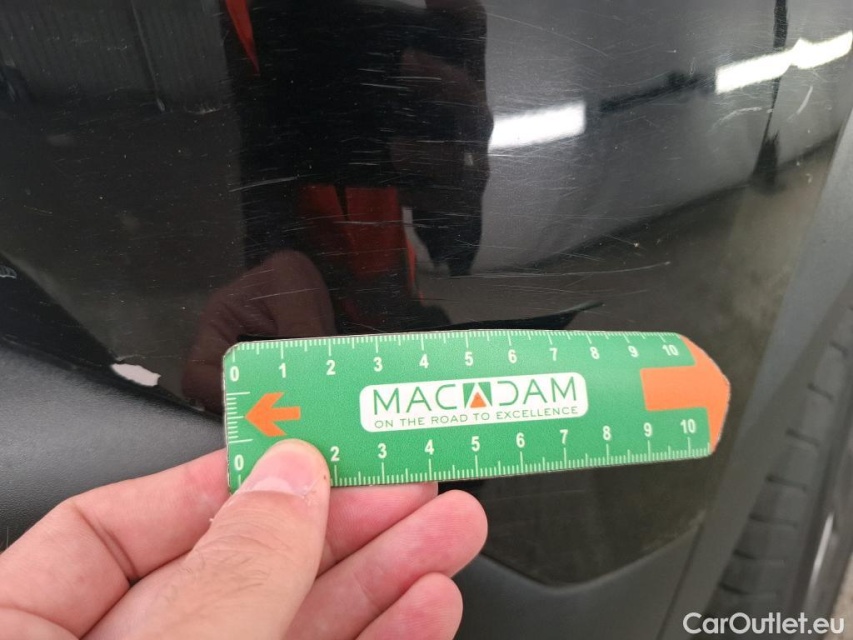 0 1 2 3 4 5 6 7 8 9 10
MACADAM
ON THE ROAD TO EXCELLENCE
0 2 3 4 5 6 7 8 9 10
CarOutlet.eu